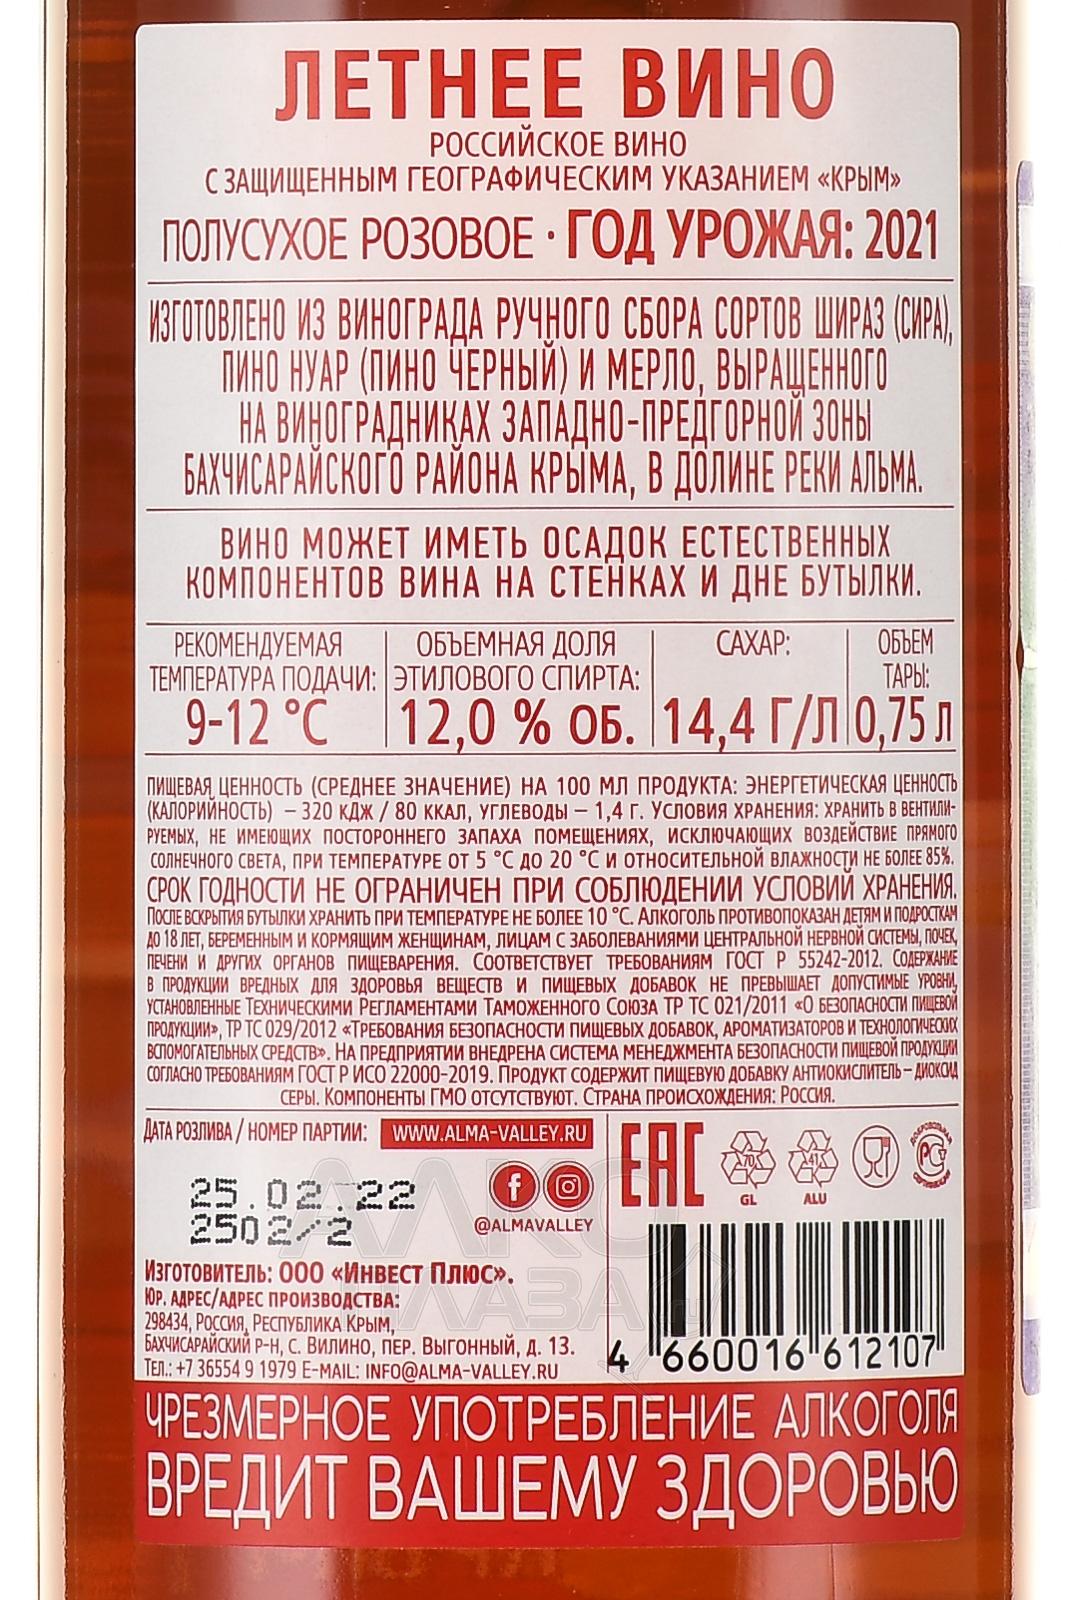 ЛЕТНЕЕ ВИНО
РОССИЙСКОЕ ВИНО
С ЗАЩИЩЕННЫМ ГЕОГРАФИЧЕСКИМ УКАЗАНИЕМ «КРЫМ»
ПОЛУСУХОЕ РОЗОВОЕ · ГОД УРОЖАЯ: 2021
ИЗГОТОВЛЕНО ИЗ ВИНОГРАДА РУЧНОГО СБОРА СОРТОВ ШИРАЗ (СИРА),
ПИНО НУАР (ПИНО ЧЕРНЫЙ) И МЕРЛО, ВЫРАЩЕННОГО
НА ВИНОГРАДНИКАХ ЗАПАДНО-ПРЕДГОРНОЙ ЗОНЫ
БАХЧИСАРАЙСКОГО РАЙОНА КРЫМА, В ДОЛИНЕ РЕКИ АЛЬМА.
ВИНО МОЖЕТ ИМЕТЬ ОСАДОК ЕСТЕСТВЕННЫХ
КОМПОНЕНТОВ ВИНА НА СТЕНКАХ И ДНЕ БУТЫЛКИ.
РЕКОМЕНДУЕМАЯ
ТЕМПЕРАТУРА ПОДАЧИ:
9-12 °С
ОБЪЕМНАЯ ДОЛЯ
ЭТИЛОВОГО СПИРТА:
12,0 % ОБ.
САХАР:
14,4 Г/Л
ОБЪЕМ
ТАРЫ:
0,75 л
ПИЩЕВАЯ ЦЕННОСТЬ (СРЕДНЕЕ ЗНАЧЕНИЕ) НА 100 МЛ ПРОДУКТА: ЭНЕРГЕТИЧЕСКАЯ ЦЕННОСТЬ
(КАЛОРИЙНОСТЬ) – 320 КДЖ / 80 ККАЛ, УГЛЕВОДЫ – 1,4 Г. УСЛОВИЯ ХРАНЕНИЯ: ХРАНИТЬ В ВЕНТИЛИ-
РУЕМЫХ, НЕ ИМЕЮЩИХ ПОСТОРОННЕГО ЗАПАХА ПОМЕЩЕНИЯХ, ИСКЛЮЧАЮЩИХ ВОЗДЕЙСТВИЕ ПРЯМОГО
СОЛНЕЧНОГО СВЕТА, ПРИ ТЕМПЕРАТУРЕ ОТ 5 °С ДО 20 °С И ОТНОСИТЕЛЬНОЙ ВЛАЖНОСТИ НЕ БОЛЕЕ 85%.
СРОК ГОДНОСТИ НЕ ОГРАНИЧЕН ПРИ СОБЛЮДЕНИИ УСЛОВИЙ ХРАНЕНИЯ.
ПОСЛЕ ВСКРЫТИЯ БУТЫЛКИ ХРАНИТЬ ПРИ ТЕМПЕРАТУРЕ НЕ БОЛЕЕ 10 °С. АЛКОГОЛЬ ПРОТИВОПОКАЗАН ДЕТЯМ И ПОДРОСТКАМ
ДО 18 ЛЕТ, БЕРЕМЕННЫМ И КОРМЯЩИМ ЖЕНЩИНАМ, ЛИЦАМ С ЗАБОЛЕВАНИЯМИ ЦЕНТРАЛЬНОЙ НЕРВНОЙ СИСТЕМЫ, ПОЧЕК,
ПЕЧЕНИ И ДРУГИХ ОРГАНОВ ПИЩЕВАРЕНИЯ. СООТВЕТСТВУЕТ ТРЕБОВАНИЯМ ГОСТ Р 55242-2012. СОДЕРЖАНИЕ
В ПРОДУКЦИИ ВРЕДНЫХ ДЛЯ ЗДОРОВЬЯ ВЕЩЕСТВ И ПИЩЕВЫХ ДОБАВОК НЕ ПРЕВЫШАЕТ ДОПУСТИМЫЕ УРОВНИ,
УСТАНОВЛЕННЫЕ ТЕХНИЧЕСКИМИ РЕГЛАМЕНТАМИ ТАМОЖЕННОГО СОЮЗА ТР ТС 021/2011 «О БЕЗОПАСНОСТИ ПИЩЕВОЙ
ПРОДУКЦИИ», ТР ТС 029/2012 «ТРЕБОВАНИЯ БЕЗОПАСНОСТИ ПИЩЕВЫХ ДОБАВОК, АРОМАТИЗАТОРОВ И ТЕХНОЛОГИЧЕСКИХ
ВСПОМОГАТЕЛЬНЫХ СРЕДСТВ». НА ПРЕДПРИЯТИИ ВНЕДРЕНА СИСТЕМА МЕНЕДЖМЕНТА БЕЗОПАСНОСТИ ПИЩЕВОЙ ПРОДУКЦИИ
СОГЛАСНО ТРЕБОВАНИЯМ ГОСТ Р ИСО 22000-2019. ПРОДУКТ СОДЕРЖИТ ПИЩЕВУЮ ДОБАВКУ АНТИОКИСЛИТЕЛЬ – ДИОКСИД
СЕРЫ. КОМПОНЕНТЫ ГМО ОТСУТСТВУЮТ. СТРАНА ПРОИСХОЖДЕНИЯ: РОССИЯ.
ДАТА РОЗЛИВА / НОМЕР ПАРТИИ:
WWW.ALMA-VALLEY.RU
25.02.22
2502/2
@ALMAVALLEY
EAC
70
GL
41
ALU
ДОБРОВОЛЬНАЯ
СЕРТИФИКАЦИЯ
АЛКО
ПЛАЗА
.ru
ИЗГОТОВИТЕЛЬ: ООО «ИНВЕСТ ПЛЮС».
ЮР. АДРЕС/АДРЕС ПРОИЗВОДСТВА:
298434, РОССИЯ, РЕСПУБЛИКА КРЫМ,
БАХЧИСАРАЙСКИЙ Р-Н, С. ВИЛИНО, ПЕР. ВЫГОННЫЙ, Д. 13.
ТЕЛ.: +7 36554 9 1979 E-MAIL: INFO@ALMA-VALLEY.RU
4 660016 612107
ЧРЕЗМЕРНОЕ УПОТРЕБЛЕНИЕ АЛКОГОЛЯ
ВРЕДИТ ВАШЕМУ ЗДОРОВЬЮ